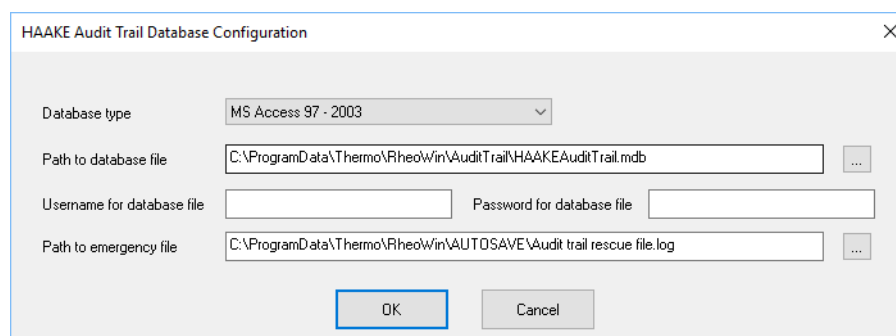 HAAKE Audit Trail Database Configuration
Database type MS Access 97 - 2003
Path to database file C:\ProgramData\Thermo\RheoWin\AuditTrail\HAAKEAuditTrail.mdb ...
Username for database file Password for database file
Path to emergency file C:\ProgramData\Thermo\RheoWin\AUTOSAVE\Audit trail rescue file.log ...
OK Cancel